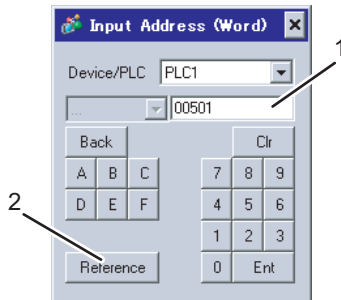 Input Address (Word)
1
Device/PLC PLC1
... 00501
Back Clr
A B C 7 8 9
D E F 4 5 6
2
1 2 3
Reference 0 Ent